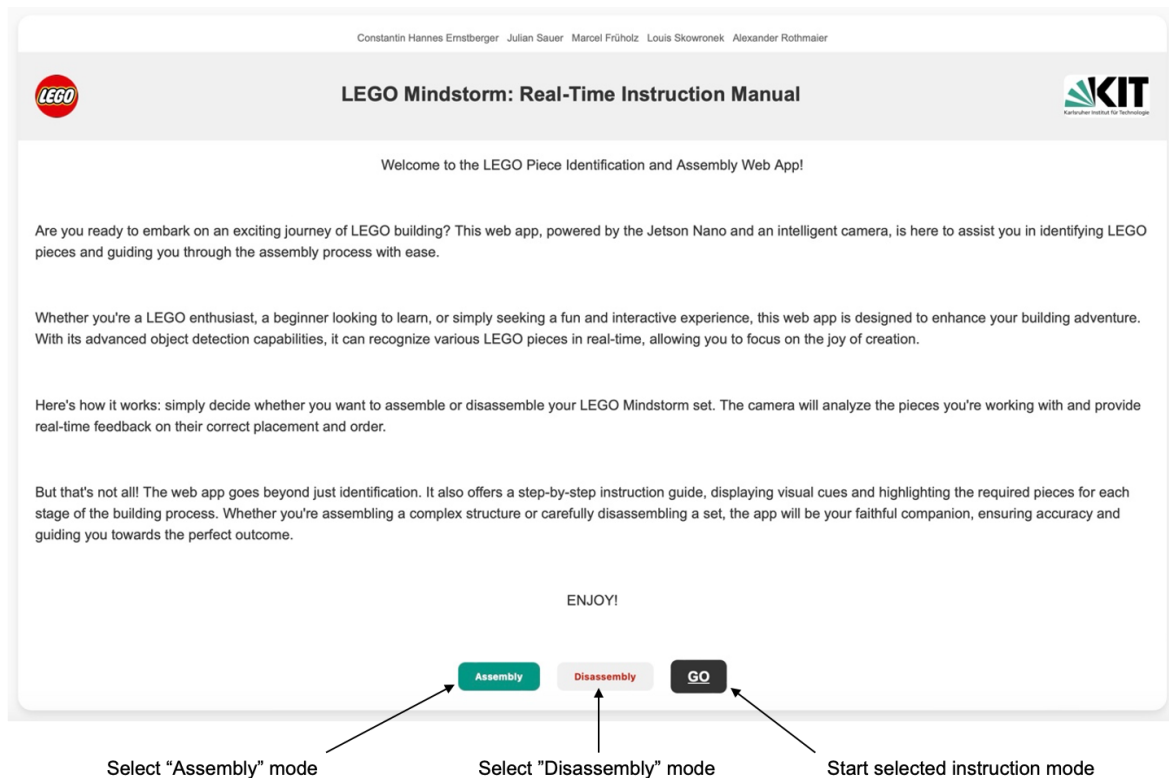 Constantin Hannes Ernstberger Julian Sauer Marcel Früholz Louis Skowronek Alexander Rothmaier
LEGO
LEGO Mindstorm: Real-Time Instruction Manual
KIT
Karlsruher Institut für Technologie
Welcome to the LEGO Piece Identification and Assembly Web App!
Are you ready to embark on an exciting journey of LEGO building? This web app, powered by the Jetson Nano and an intelligent camera, is here to assist you in identifying LEGO
pieces and guiding you through the assembly process with ease.
Whether you're a LEGO enthusiast, a beginner looking to learn, or simply seeking a fun and interactive experience, this web app is designed to enhance your building adventure.
With its advanced object detection capabilities, it can recognize various LEGO pieces in real-time, allowing you to focus on the joy of creation.
Here's how it works: simply decide whether you want to assemble or disassemble your LEGO Mindstorm set. The camera will analyze the pieces you're working with and provide
real-time feedback on their correct placement and order.
But that's not all! The web app goes beyond just identification. It also offers a step-by-step instruction guide, displaying visual cues and highlighting the required pieces for each
stage of the building process. Whether you're assembling a complex structure or carefully disassembling a set, the app will be your faithful companion, ensuring accuracy and
guiding you towards the perfect outcome.
ENJOY!
Assembly Disassembly GO
Select “Assembly” mode Select ”Disassembly” mode Start selected instruction mode